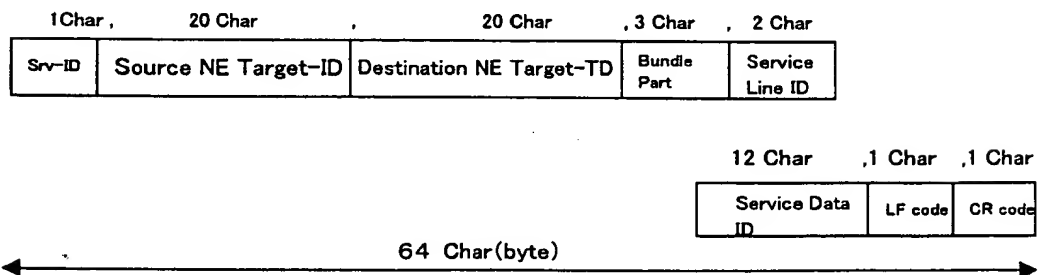 1Char , 20 Char , 20 Char , 3 Char , 2 Char
Srv-ID Source NE Target-ID Destination NE Target-TD Bundle Part Service Line ID
12 Char ,1 Char ,1 Char
Service Data ID LF code CR code
64 Char(byte)